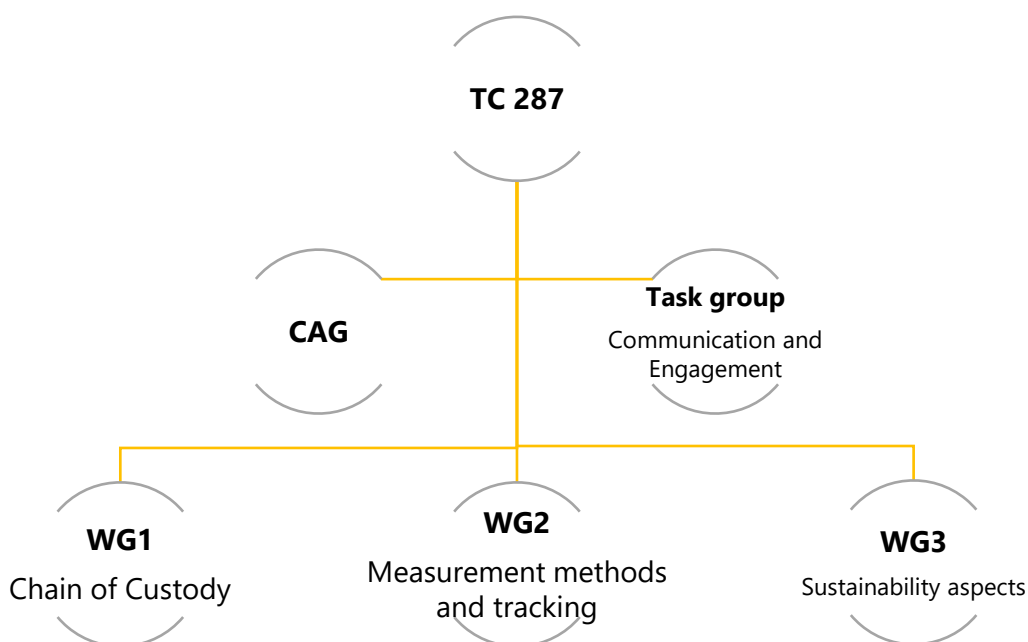 TC 287
CAG
Task group
Communication and
Engagement
WG1
Chain of Custody
WG2
Measurement methods
and tracking
WG3
Sustainability aspects